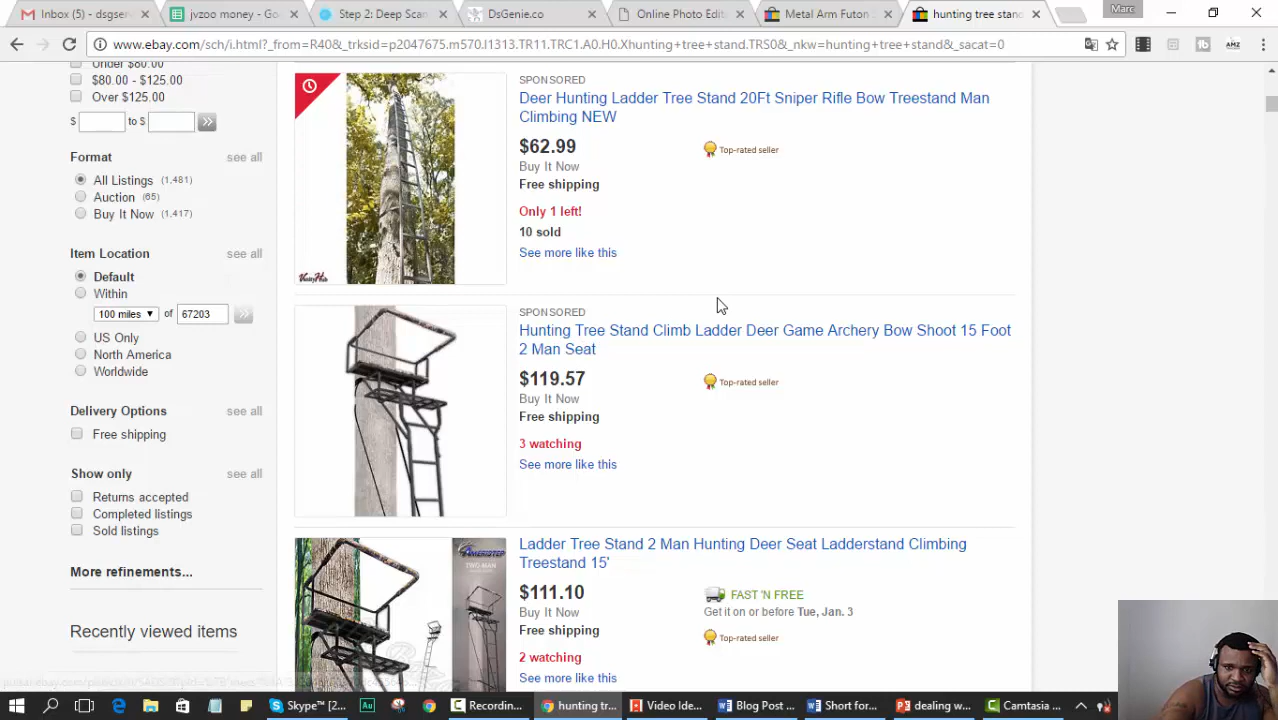 Inbox (5) - dsgse
jvzoo money - Go
Step 2: Deep Scan
DsGenie.co
Online Photo Edit
Metal Arm Futon
hunting tree stand
Marc
https://www.ebay.com/sch/i.html?_from=R40&_trksid=p2047675.m570.l1313.TR11.TRC1.A0.H0.Xhunting+tree+stand.TRS0&_nkw=hunting+tree+stand&_sacat=0
AMZ
Under $80.00
$80.00 - $125.00
Over $125.00
$ to $
Format see all
All Listings (1,481)
Auction (65)
Buy It Now (1,417)
Item Location see all
Default
Within
100 miles of 67203
US Only
North America
Worldwide
Delivery Options see all
Free shipping
Show only see all
Returns accepted
Completed listings
Sold listings
More refinements...
Recently viewed items
SPONSORED
Deer Hunting Ladder Tree Stand 20Ft Sniper Rifle Bow Treestand Man
Climbing NEW
$62.99
Top-rated seller
Buy It Now
Free shipping
Only 1 left!
10 sold
See more like this
SPONSORED
Hunting Tree Stand Climb Ladder Deer Game Archery Bow Shoot 15 Foot
2 Man Seat
$119.57
Top-rated seller
Buy It Now
Free shipping
3 watching
See more like this
AMERISTEP
TWO-MAN
Ladder Tree Stand 2 Man Hunting Deer Seat Ladderstand Climbing
Treestand 15'
$111.10
FAST 'N FREE
Buy It Now
Get it on or before Tue, Jan. 3
Free shipping
Top-rated seller
2 watching
See more like this
Skype™ [2...
Recordin...
hunting tr...
Video Ide...
Blog Post ...
Short for...
dealing w...
Camtasia ...